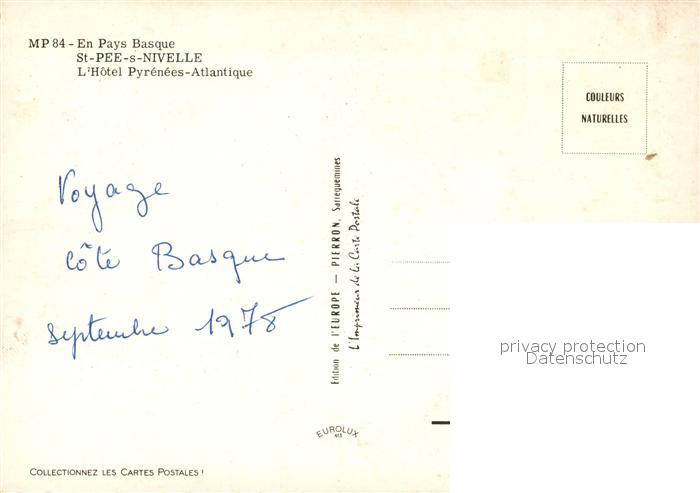 MP 84 - En Pays Basque
St-PEE-s-NIVELLE
L'Hôtel Pyrénées-Atlantique
COULEURS
NATURELLES
Voyage
côte Basque
septembre 1978
Edition de l'EUROPE — PIERRON, Sarreguemines
L'Imprimeur de la Carte Postale
privacy protection
Datenschutz
EUROLUX
COLLECTIONNEZ LES CARTES POSTALES !